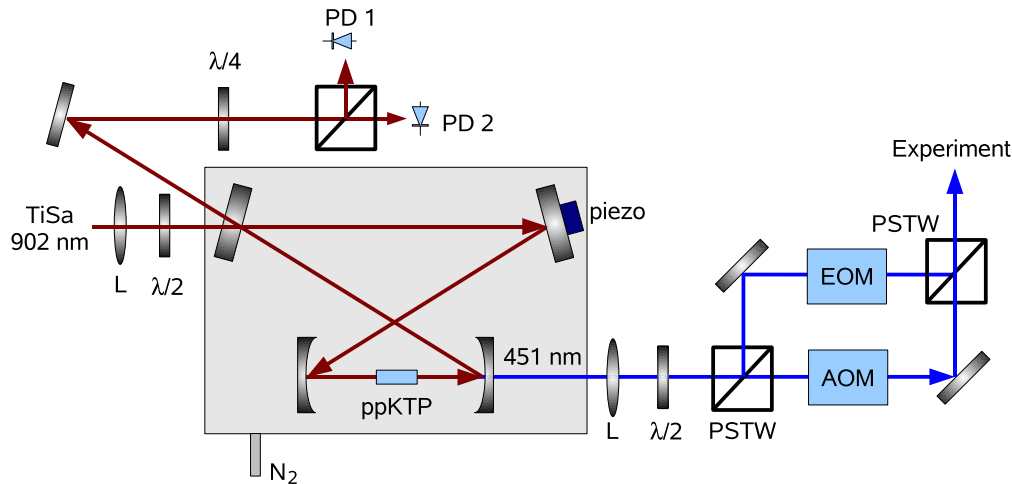 PD 1
λ/4
PD 2
Experiment
TiSa
902 nm
piezo
PSTW
L
λ/2
EOM
451 nm
ppKTP
AOM
L
λ/2
PSTW
N₂